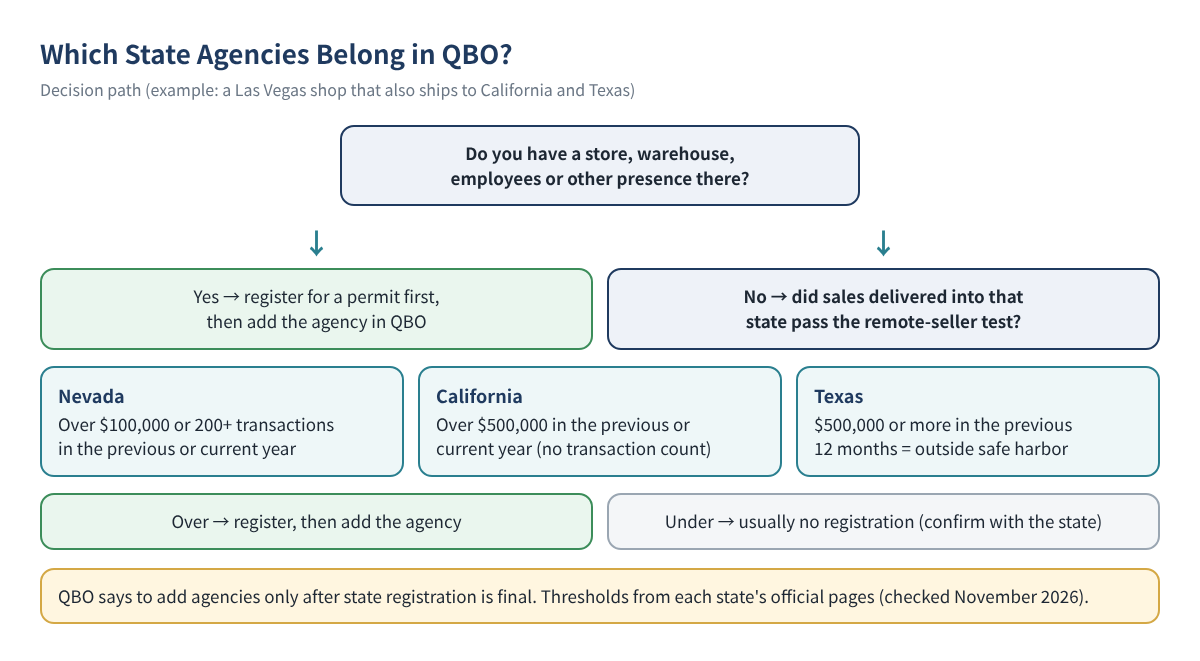 Which State Agencies Belong in QBO?
Decision path (example: a Las Vegas shop that also ships to California and Texas)
Do you have a store, warehouse,
employees or other presence there?
↓
↓
Yes → register for a permit first,
then add the agency in QBO
No → did sales delivered into that
state pass the remote-seller test?
Nevada
Over $100,000 or 200+ transactions
in the previous or current year
California
Over $500,000 in the previous or
current year (no transaction count)
Texas
$500,000 or more in the previous
12 months = outside safe harbor
Over → register, then add the agency
Under → usually no registration (confirm with the state)
QBO says to add agencies only after state registration is final. Thresholds from each state's official pages (checked November 2026).